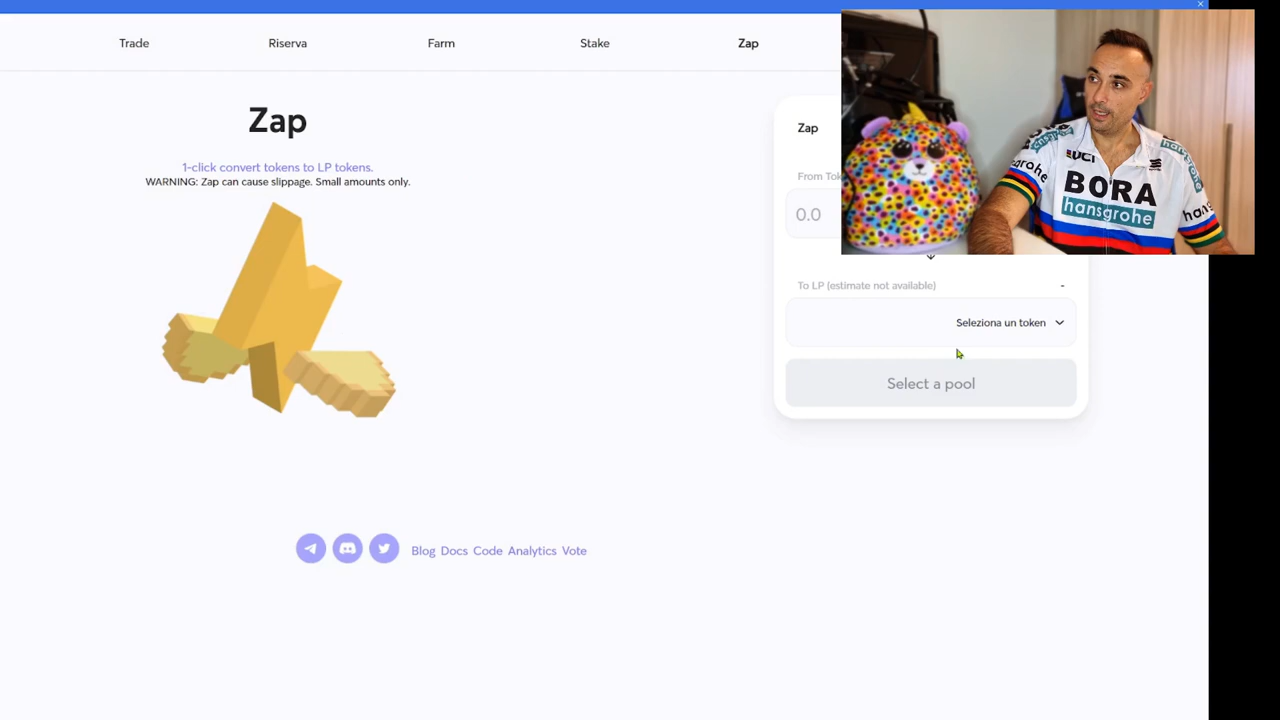 Trade
Riserva
Farm
Stake
Zap
Zap
1-click convert tokens to LP tokens.
WARNING: Zap can cause slippage. Small amounts only.
Zap
0.0
To LP (estimate not available)
-
Seleziona un token
Select a pool
Blog Docs Code Analytics Vote
LUCI
BORA
hansgrohe